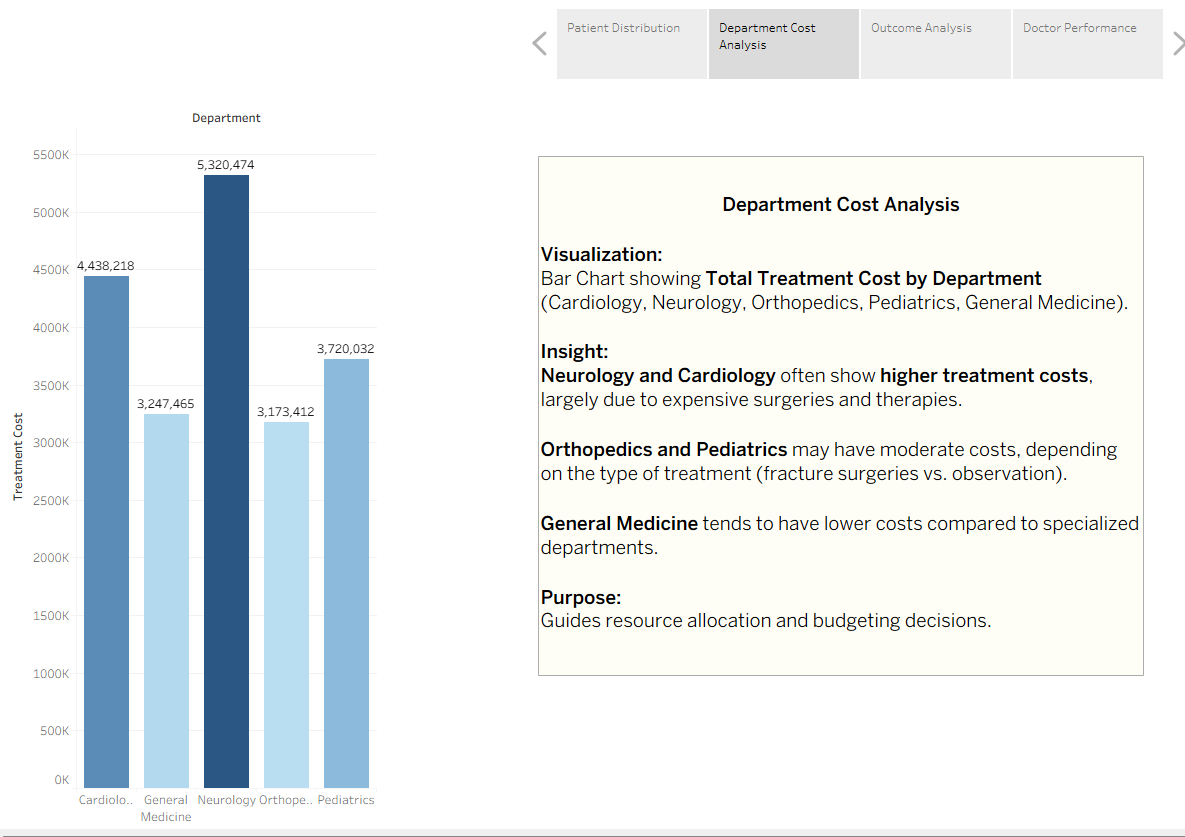 Patient Distribution
Department Cost
Analysis
Outcome Analysis
Doctor Performance
Department
5500K
5000K
4500K
4000K
3500K
3000K
2500K
2000K
1500K
1000K
500K
0K
Treatment Cost
4,438,218
3,247,465
5,320,474
3,173,412
3,720,032
Cardiolo..
General
Medicine
Neurology
Orthope..
Pediatrics
Department Cost Analysis
Visualization:
Bar Chart showing Total Treatment Cost by Department
(Cardiology, Neurology, Orthopedics, Pediatrics, General Medicine).
Insight:
Neurology and Cardiology often show higher treatment costs,
largely due to expensive surgeries and therapies.
Orthopedics and Pediatrics may have moderate costs, depending
on the type of treatment (fracture surgeries vs. observation).
General Medicine tends to have lower costs compared to specialized
departments.
Purpose:
Guides resource allocation and budgeting decisions.